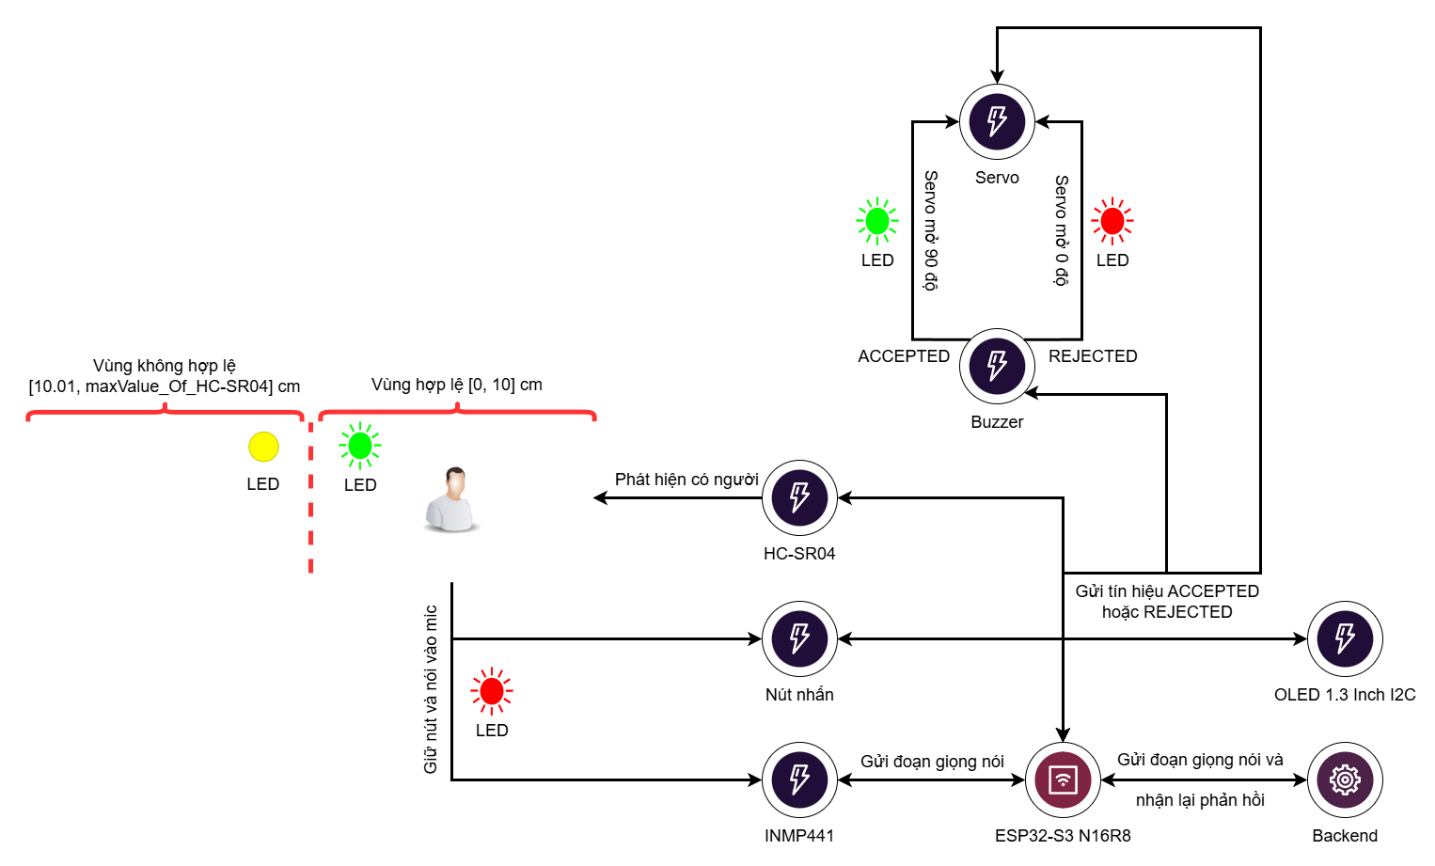 Servo
Servo mở 90 độ
Servo mở 0 độ
LED
LED
ACCEPTED
REJECTED
Buzzer
Vùng không hợp lệ
[10.01, maxValue_Of_HC-SR04] cm
Vùng hợp lệ [0, 10] cm
LED
LED
Phát hiện có người
HC-SR04
Gửi tín hiệu ACCEPTED
hoặc REJECTED
Giữ nút và nói vào mic
LED
Nút nhấn
OLED 1.3 Inch I2C
Gửi đoạn giọng nói
Gửi đoạn giọng nói và
nhận lại phản hồi
INMP441
ESP32-S3 N16R8
Backend